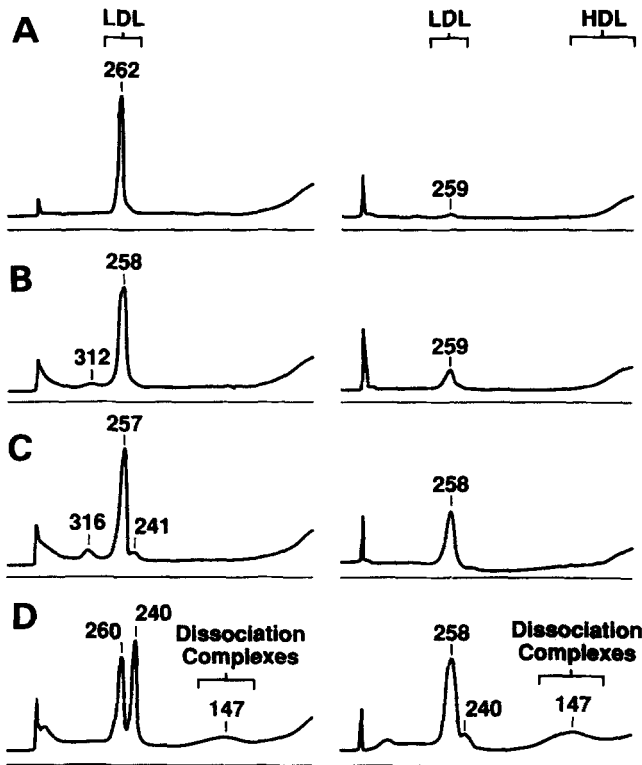 A
LDL
262
LDL
HDL
259
B
258
312
259
C
257
316
241
258
D
260
240
Dissociation
Complexes
147
258
240
Dissociation
Complexes
147